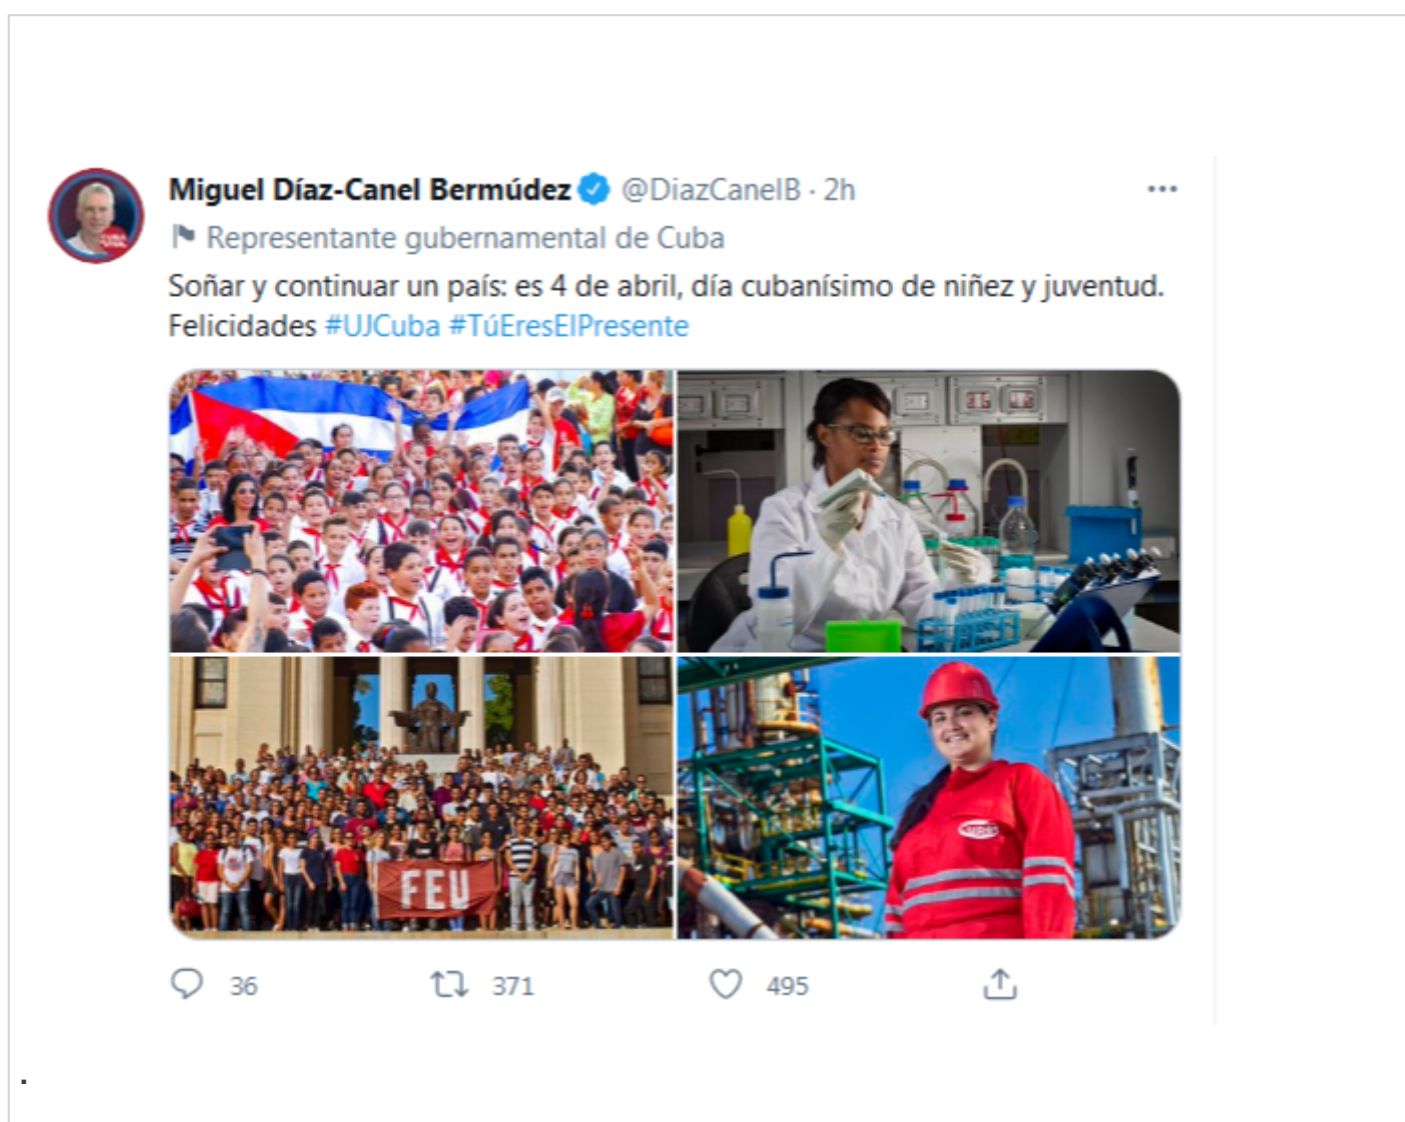 Miguel Díaz-Canel Bermúdez @DiazCanelB · 2h
Representante gubernamental de Cuba
Soñar y continuar un país: es 4 de abril, día cubanísimo de niñez y juventud.
Felicidades #UJCuba #TúEresElPresente
FEU
36 371 495
.